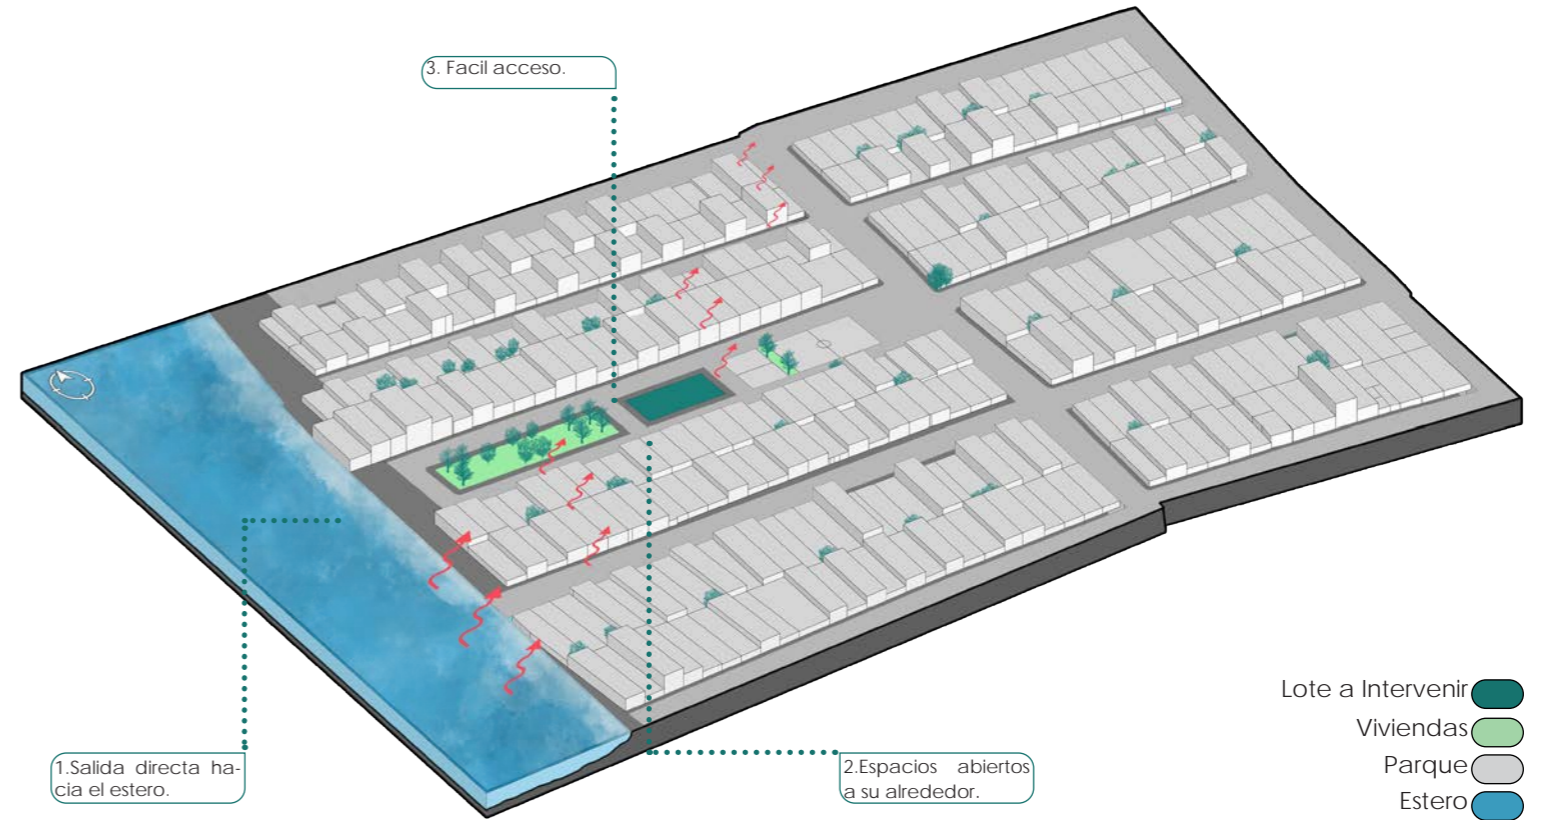 3. Facil acceso.
1.Salida directa ha-
cia el estero.
2.Espacios abiertos
a su alrededor.
Lote a Intervenir
Viviendas
Parque
Estero